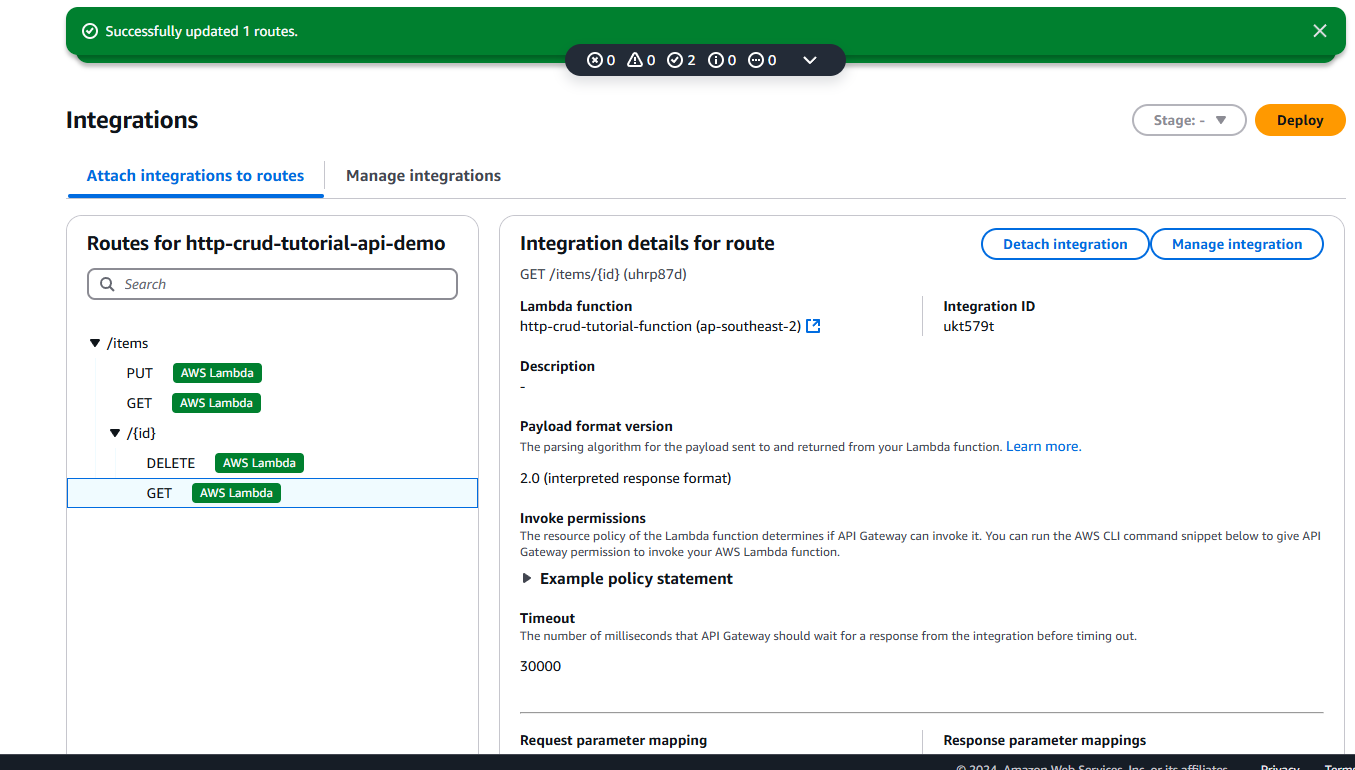 Successfully updated 1 routes.
0 0 2 0 0
Integrations
Stage: -
Deploy
Attach integrations to routes
Manage integrations
Routes for http-crud-tutorial-api-demo
Search
/items
PUT AWS Lambda
GET AWS Lambda
/{id}
DELETE AWS Lambda
GET AWS Lambda
Integration details for route
Detach integration
Manage integration
GET /items/{id} (uhrp87d)
Lambda function
http-crud-tutorial-function (ap-southeast-2)
Integration ID
ukt579t
Description
-
Payload format version
The parsing algorithm for the payload sent to and returned from your Lambda function. Learn more.
2.0 (interpreted response format)
Invoke permissions
The resource policy of the Lambda function determines if API Gateway can invoke it. You can run the AWS CLI command snippet below to give API
Gateway permission to invoke your AWS Lambda function.
Example policy statement
Timeout
The number of milliseconds that API Gateway should wait for a response from the integration before timing out.
30000
Request parameter mapping
Response parameter mappings
© 2024, Amazon Web Services, Inc. or its affiliates. Privacy Terms